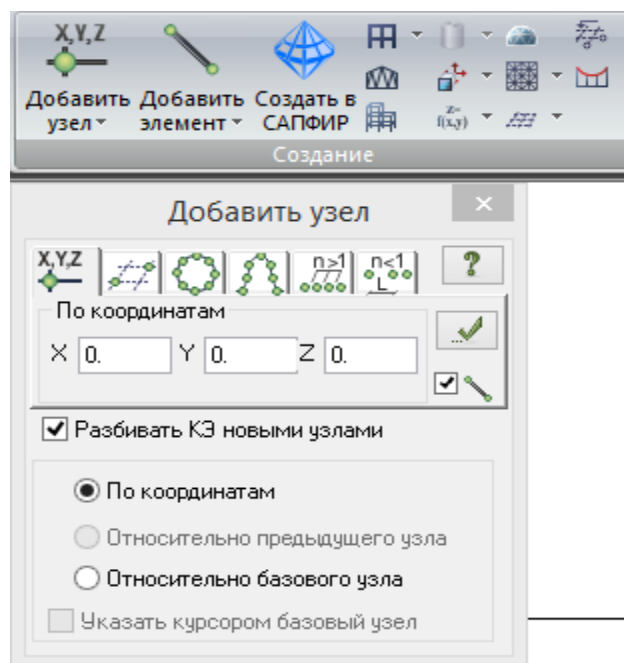 X,Y,Z
Добавить узел
Добавить элемент
Создать в САПФИР
z=
f(x,y)
Создание
Добавить узел
X,Y,Z
n>1
n<1
L
?
По координатам
X 0. Y 0. Z 0.
Разбивать КЭ новыми узлами
По координатам
Относительно предыдущего узла
Относительно базового узла
Указать курсором базовый узел